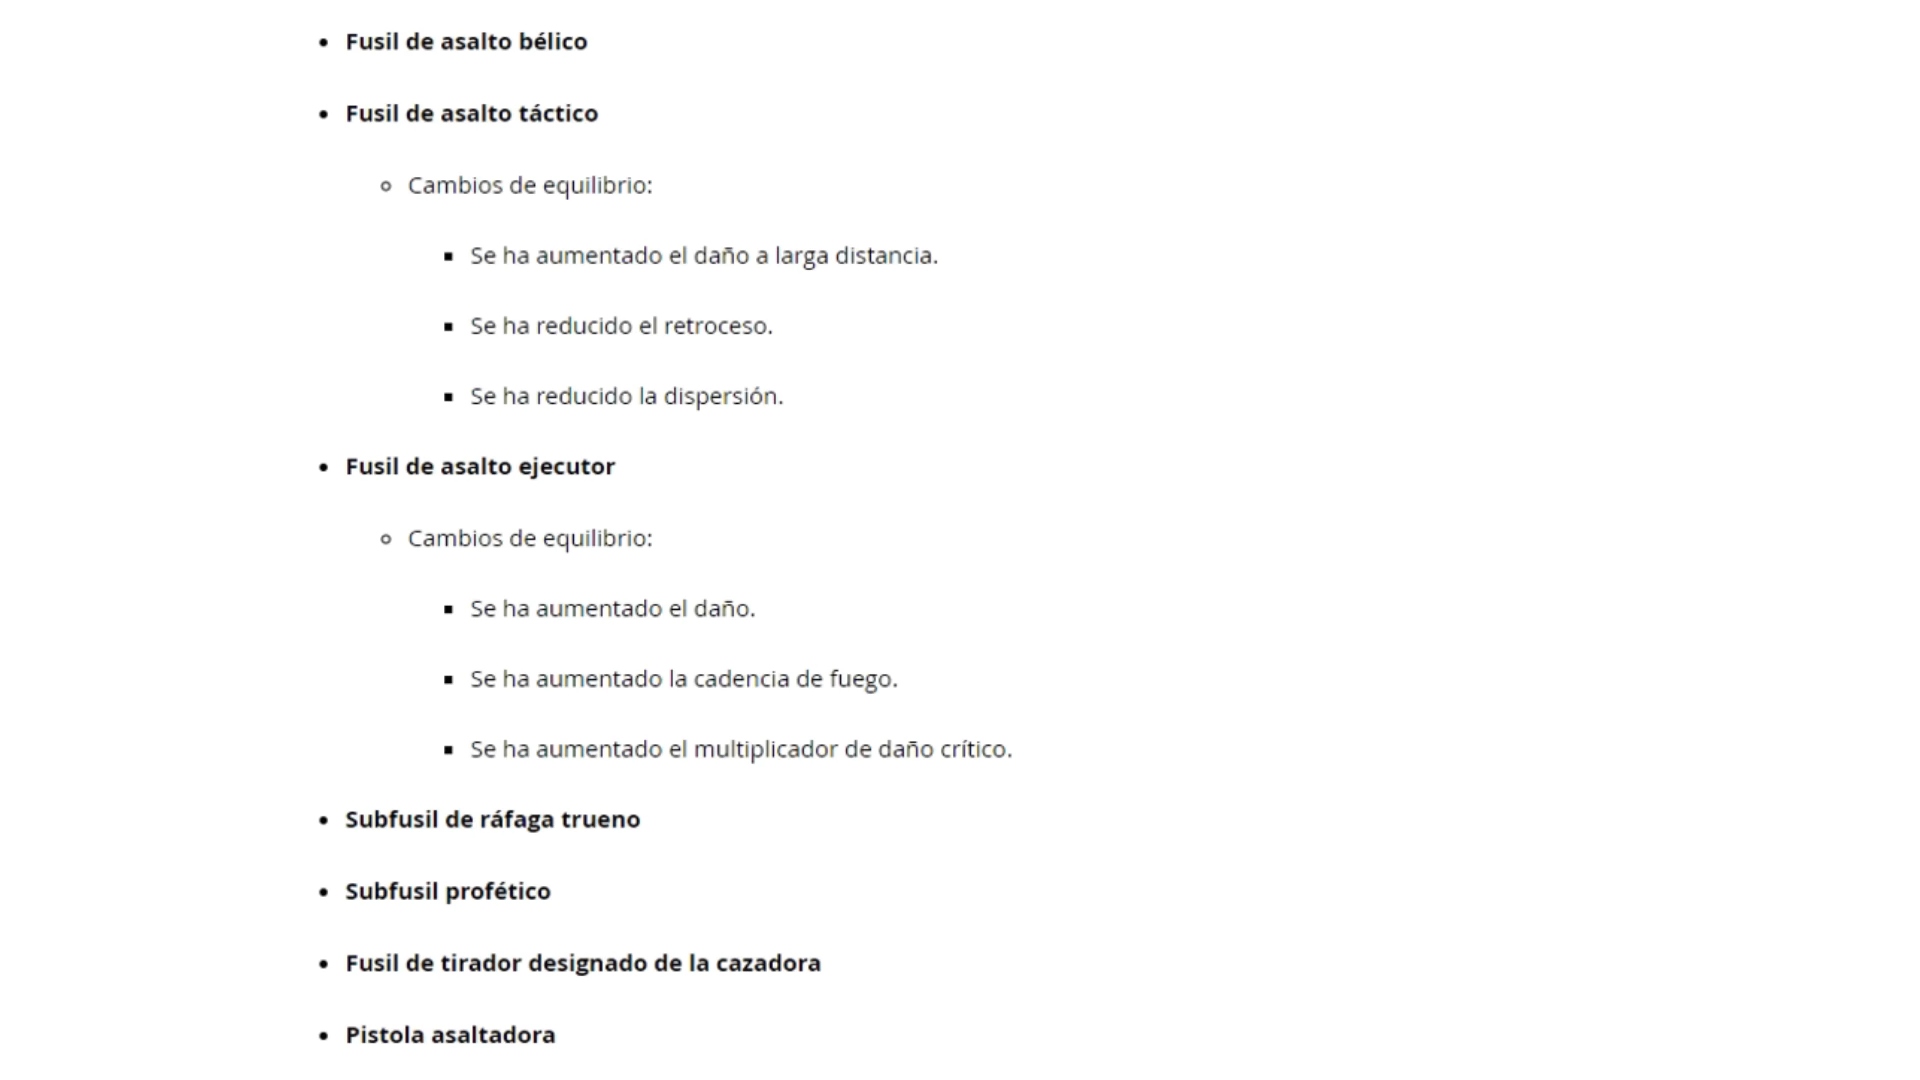 Fusil de asalto bélico
Fusil de asalto táctico
Cambios de equilibrio:
Se ha aumentado el daño a larga distancia.
Se ha reducido el retroceso.
Se ha reducido la dispersión.
Fusil de asalto ejecutor
Cambios de equilibrio:
Se ha aumentado el daño.
Se ha aumentado la cadencia de fuego.
Se ha aumentado el multiplicador de daño crítico.
Subfusil de ráfaga trueno
Subfusil profético
Fusil de tirador designado de la cazadora
Pistola asaltadora